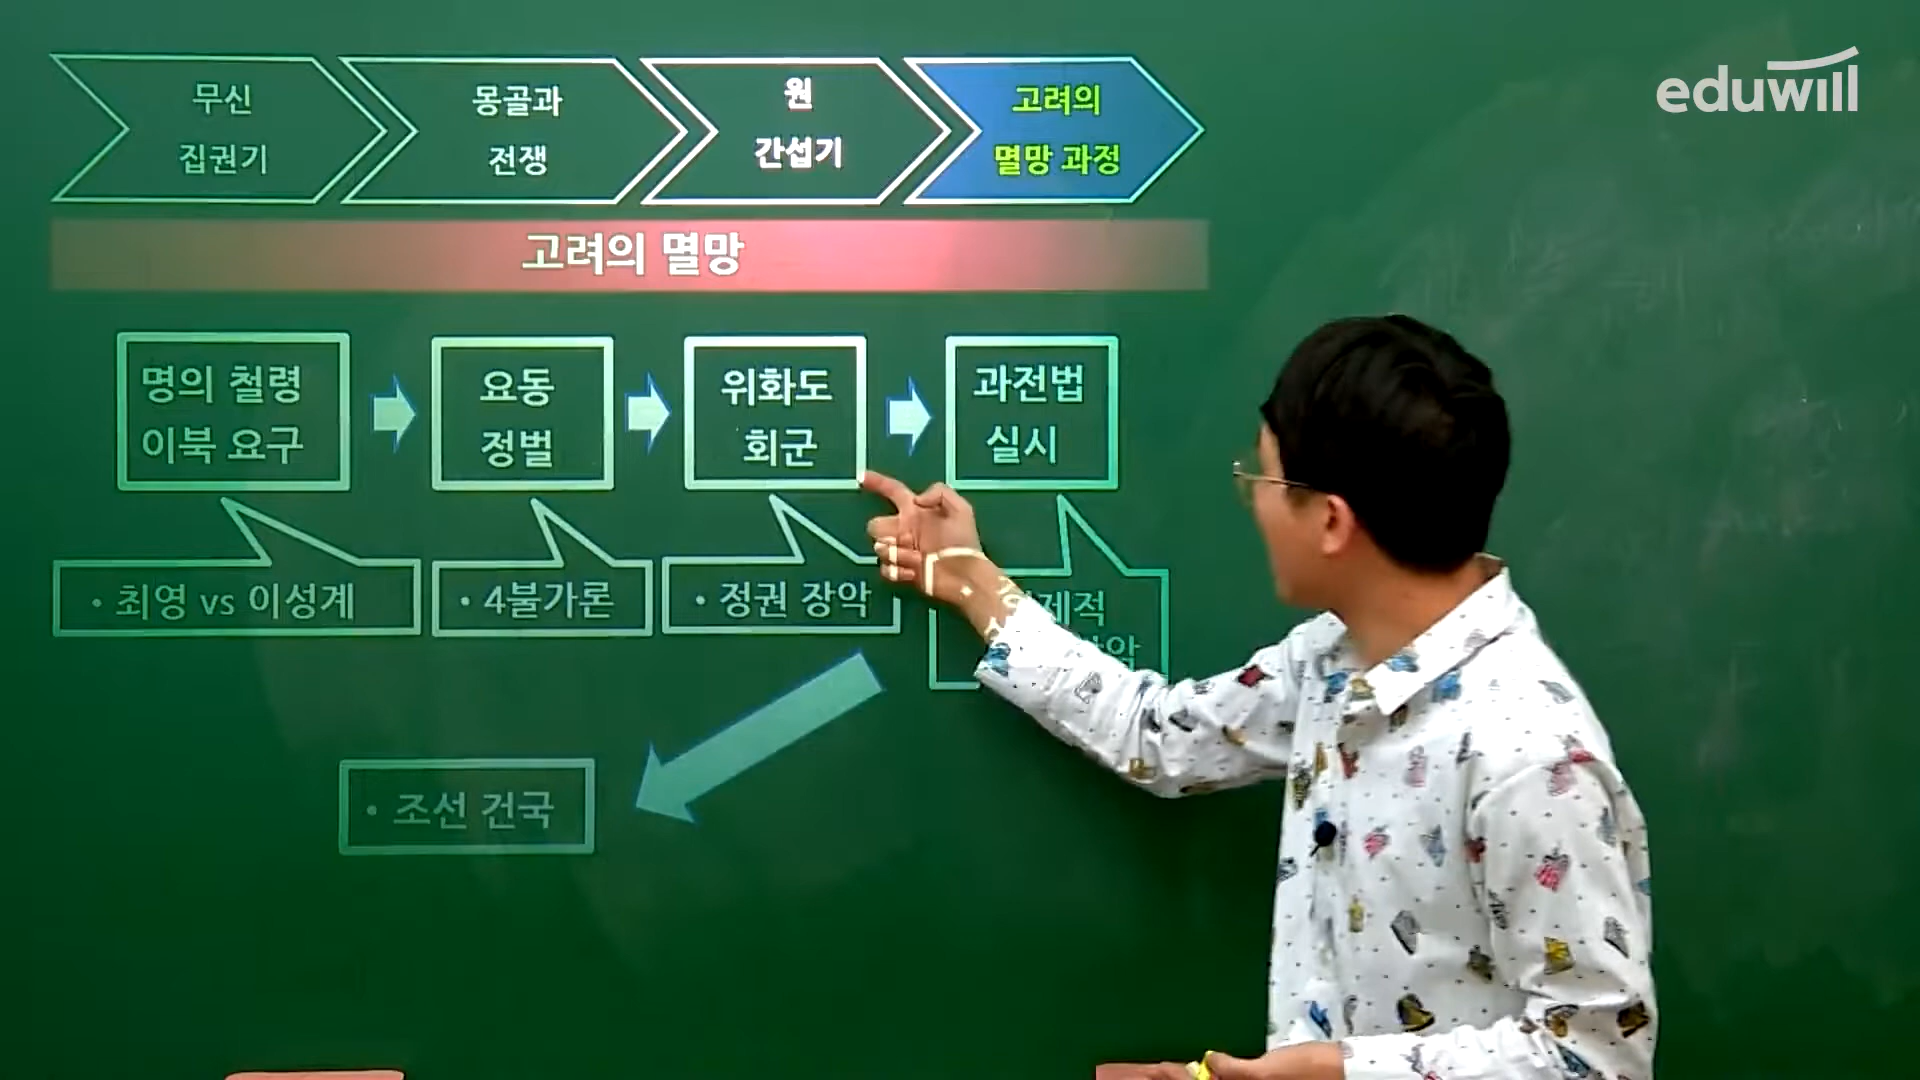 eduwill
무신
집권기
몽골과
전쟁
원
간섭기
고려의
멸망 과정
고려의 멸망
명의 철령
이북 요구
요동
정벌
위화도
회군
과전법
실시
• 최영 vs 이성계
• 4불가론
• 정권 장악
• 조선 건국